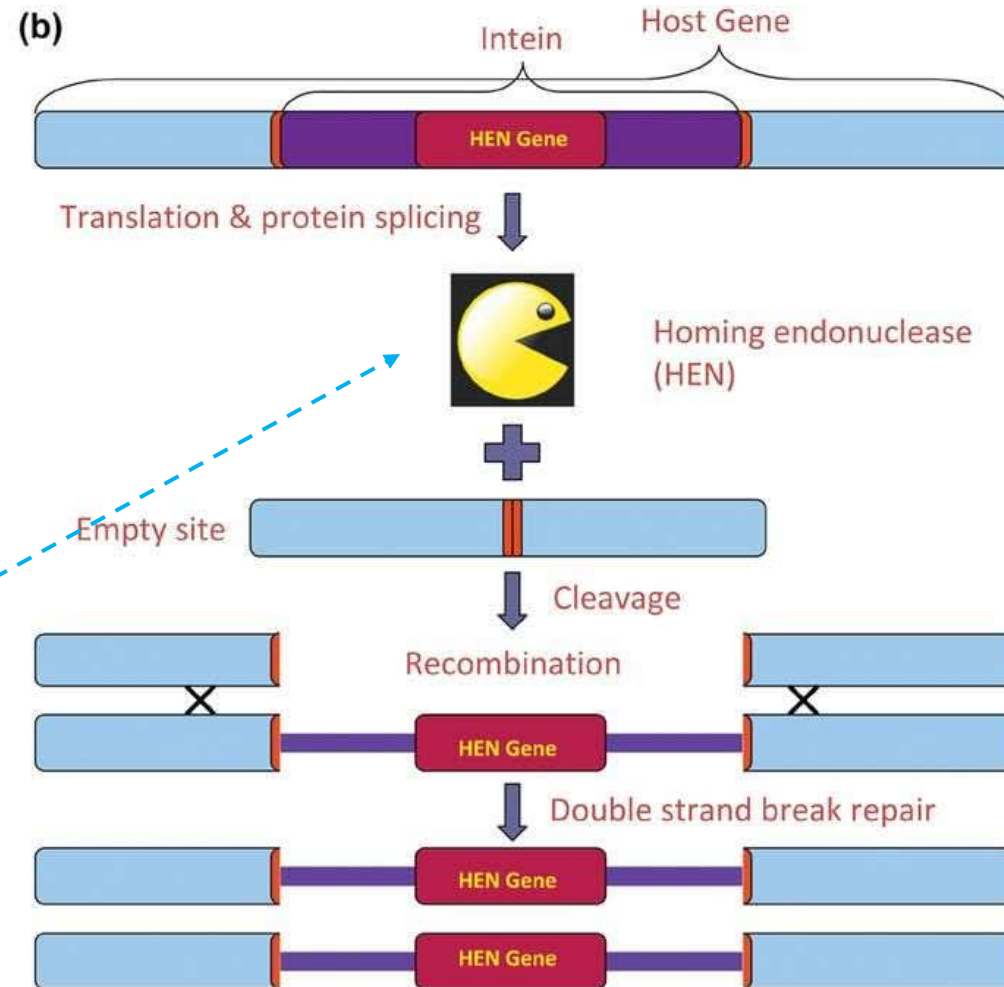 (b)
Host Gene
Intein
HEN Gene
Translation & protein splicing
Homing endonuclease
(HEN)
Empty site
Cleavage
Recombination
HEN Gene
Double strand break repair
HEN Gene
HEN Gene